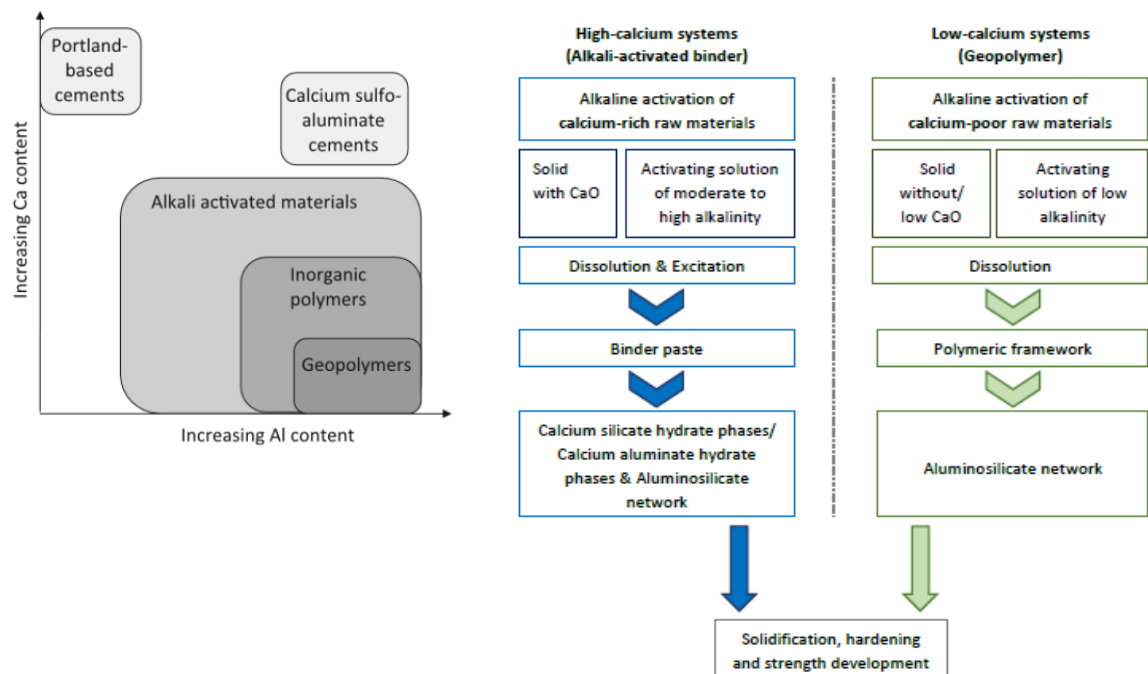 Portland-
based
cements
Calcium sulfo-
aluminate
cements
Alkali activated materials
Inorganic
polymers
Geopolymers
Increasing Ca content
Increasing Al content
High-calcium systems
(Alkali-activated binder)
Alkaline activation of
calcium-rich raw materials
Solid
with CaO
Activating solution
of moderate to
high alkalinity
Dissolution & Excitation
Binder paste
Calcium silicate hydrate phases/
Calcium aluminate hydrate
phases & Aluminosilicate
network
Low-calcium systems
(Geopolymer)
Alkaline activation of
calcium-poor raw materials
Solid
without/
low CaO
Activating
solution of low
alkalinity
Dissolution
Polymeric framework
Aluminosilicate network
Solidification, hardening
and strength development